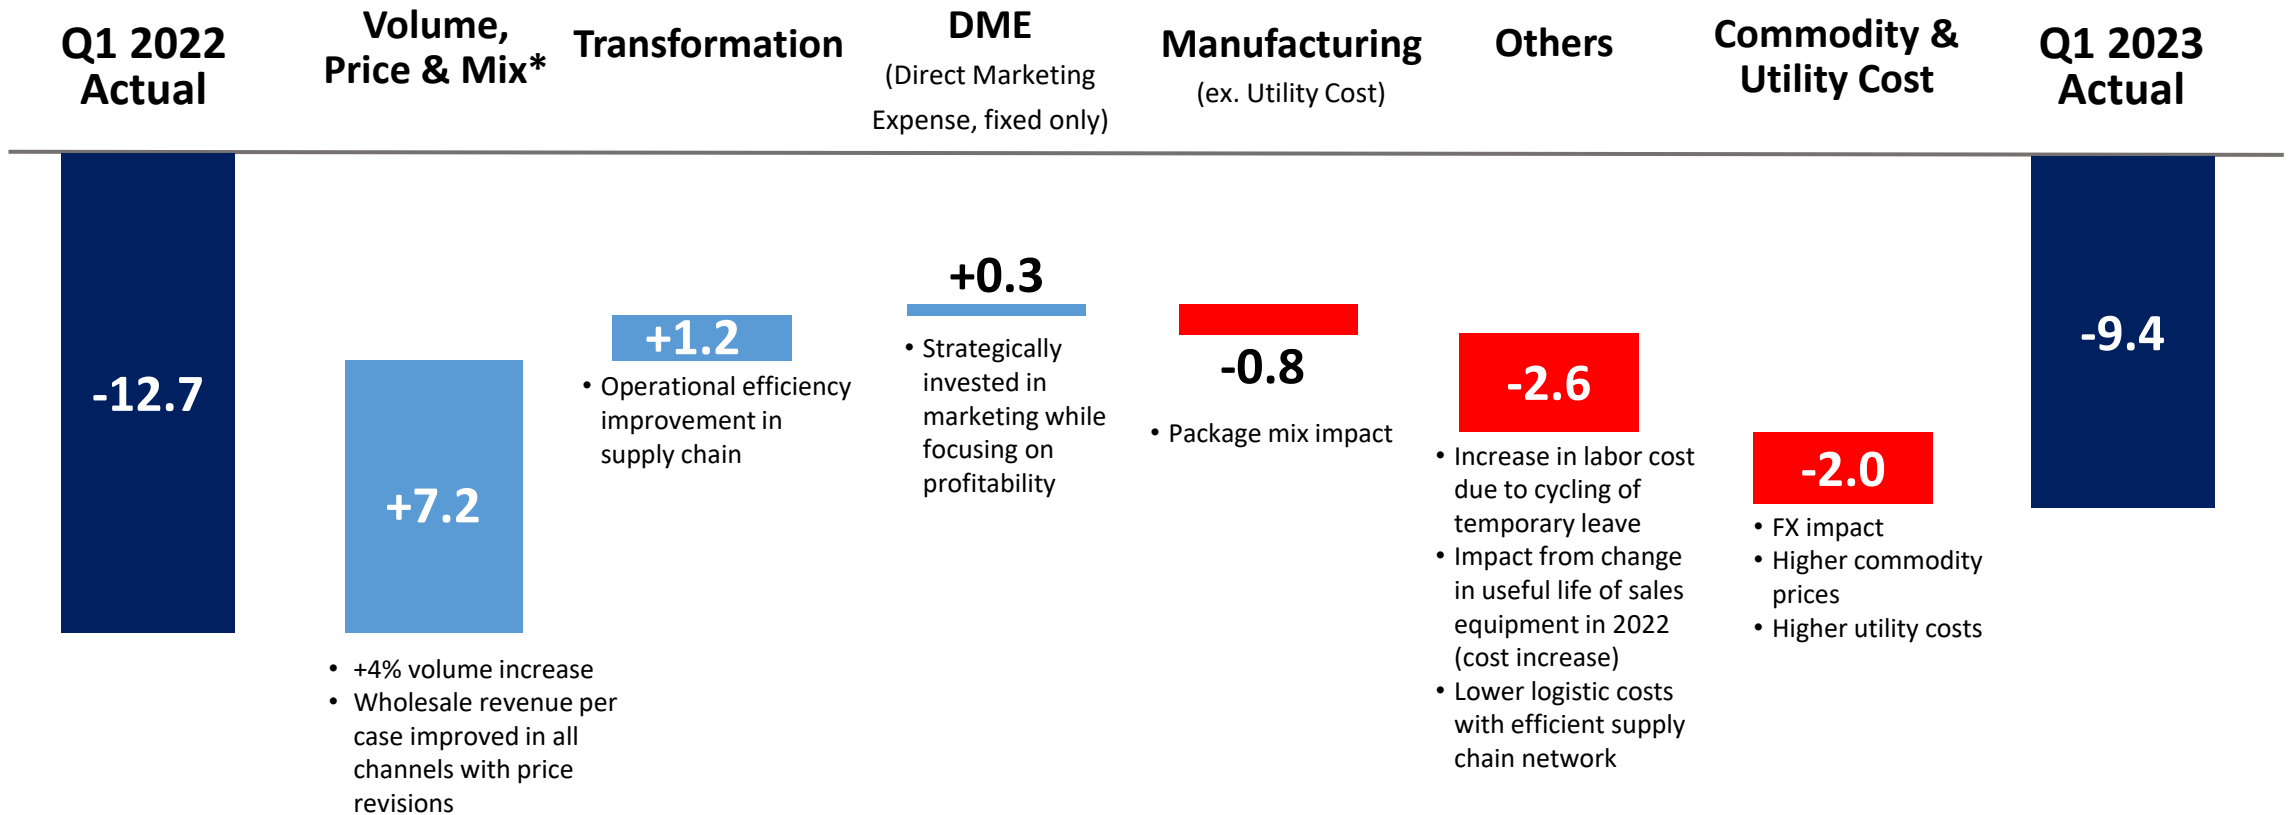 Q1 2022
Actual
Volume,
Price & Mix*
Transformation
DME
(Direct Marketing
Expense, fixed only)
Manufacturing
(ex. Utility Cost)
Others
Commodity &
Utility Cost
Q1 2023
Actual
-12.7
+7.2
• +4% volume increase
• Wholesale revenue per
case improved in all
channels with price
revisions
+1.2
• Operational efficiency
improvement in
supply chain
+0.3
• Strategically
invested in
marketing while
focusing on
profitability
-0.8
• Package mix impact
-2.6
• Increase in labor cost
due to cycling of
temporary leave
• Impact from change
in useful life of sales
equipment in 2022
(cost increase)
• Lower logistic costs
with efficient supply
chain network
-2.0
• FX impact
• Higher commodity
prices
• Higher utility costs
-9.4